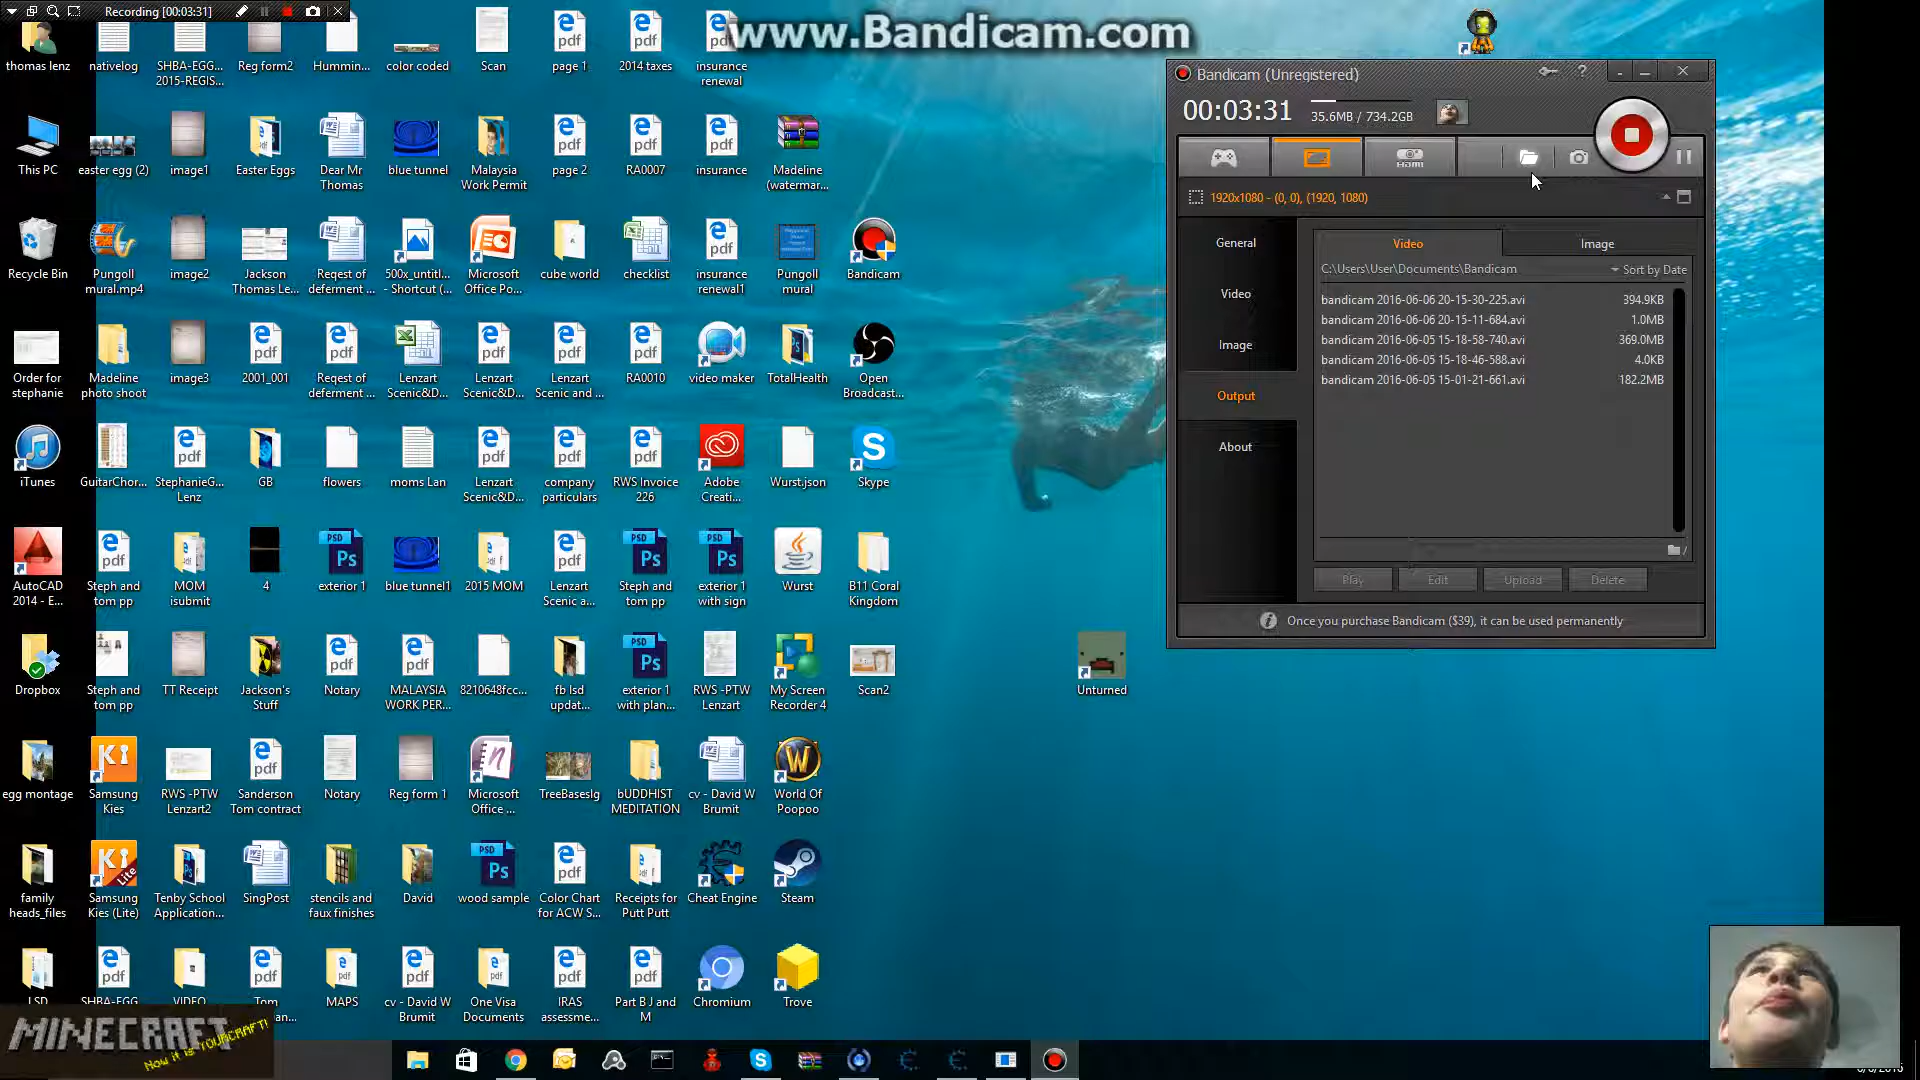 Recording [00:03:31]
www.Bandicam.com
thomas lenz
nativelog
SHBA-EGG...
2015-REGIS...
Reg form2
Hummin...
color coded
Scan
page 1
2014 taxes
insurance
renewal
This PC
easter egg (2)
image1
Easter Eggs
Dear Mr
Thomas
blue tunnel
Malaysia
Work Permit
page 2
RA0007
insurance
Madeline
(watermar...
Recycle Bin
Pungoll
mural.mp4
image2
Jackson
Thomas Le...
Reqest of
deferment ...
500x_untitl...
- Shortcut (...
Microsoft
Office Po...
cube world
checklist
insurance
renewal1
Pungoll
mural
Bandicam
Order for
stephanie
Madeline
photo shoot
image3
2001_001
Reqest of
deferment ...
Lenzart
Scenic&D...
Lenzart
Scenic&D...
Lenzart
Scenic and ...
RA0010
video maker
TotalHealth
Open
Broadcast...
iTunes
GuitarChor...
StephanieG...
Lenz
GB
flowers
moms Lan
Lenzart
Scenic&D...
company
particulars
RWS Invoice
226
Adobe
Creati...
Wurst.json
Skype
AutoCAD
2014 - E...
Steph and
tom pp
MOM
isubmit
4
exterior 1
blue tunnel1
2015 MOM
Lenzart
Scenic a...
Steph and
tom pp
exterior 1
with sign
Wurst
B11 Coral
Kingdom
Dropbox
Steph and
tom pp
TT Receipt
Jackson's
Stuff
Notary
MALAYSIA
WORK PER...
8210648fcc...
fb lsd
updat...
exterior 1
with plan...
RWS -PTW
Lenzart
My Screen
Recorder 4
Scan2
Unturned
egg montage
Samsung
Kies
RWS -PTW
Lenzart2
Sanderson
Tom contract
Notary
Reg form 1
Microsoft
Office ...
TreeBaseslg
bUDDHIST
MEDITATION
cv - David W
Brumit
World Of
Poopoo
family
heads_files
Samsung
Kies (Lite)
Tenby School
Application...
SingPost
stencils and
faux finishes
David
wood sample
Color Chart
for ACW S...
Receipts for
Putt Putt
Cheat Engine
Steam
LSD
SHBA-EGG
VIDEO
Tom
MAPS
cv - David W
Brumit
One Visa
Documents
IRAS
assessme...
Part B J and
M
Chromium
Trove
MINECRAFT
Now it is YOURCRAFT!
Bandicam (Unregistered)
00:03:31
35.6MB / 734.2GB
HDMI
1920x1080 - (0, 0), (1920, 1080)
General
Video
Image
Output
About
Video
Image
C:\Users\User\Documents\Bandicam
Sort by Date
bandicam 2016-06-06 20-15-30-225.avi 394.9KB
bandicam 2016-06-06 20-15-11-684.avi 1.0MB
bandicam 2016-06-05 15-18-58-740.avi 369.0MB
bandicam 2016-06-05 15-18-46-588.avi 4.0KB
bandicam 2016-06-05 15-01-21-661.avi 182.2MB
Play
Edit
Upload
Delete
Once you purchase Bandicam ($39), it can be used permanently